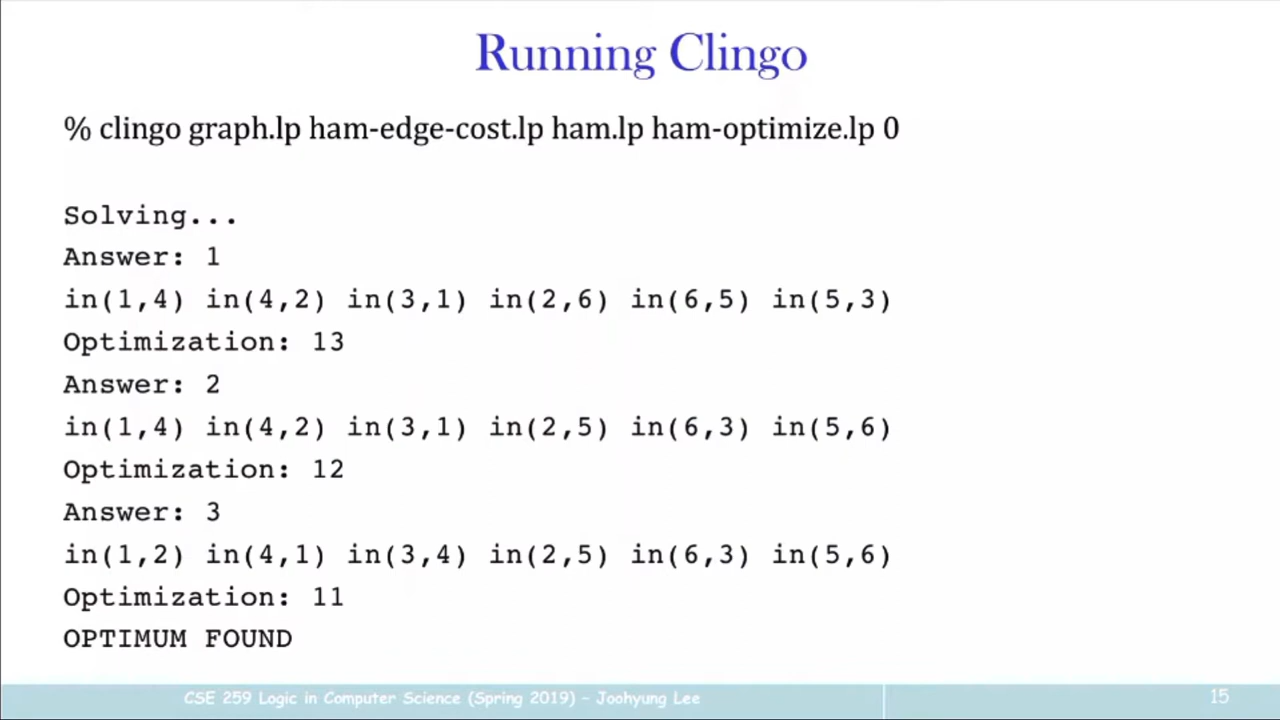 Running Clingo
% clingo graph.lp ham-edge-cost.lp ham.lp ham-optimize.lp 0
Solving...
Answer: 1
in(1,4) in(4,2) in(3,1) in(2,6) in(6,5) in(5,3)
Optimization: 13
Answer: 2
in(1,4) in(4,2) in(3,1) in(2,5) in(6,3) in(5,6)
Optimization: 12
Answer: 3
in(1,2) in(4,1) in(3,4) in(2,5) in(6,3) in(5,6)
Optimization: 11
OPTIMUM FOUND
CSE 259 Logic in Computer Science (Spring 2019) – Joohyung Lee
15